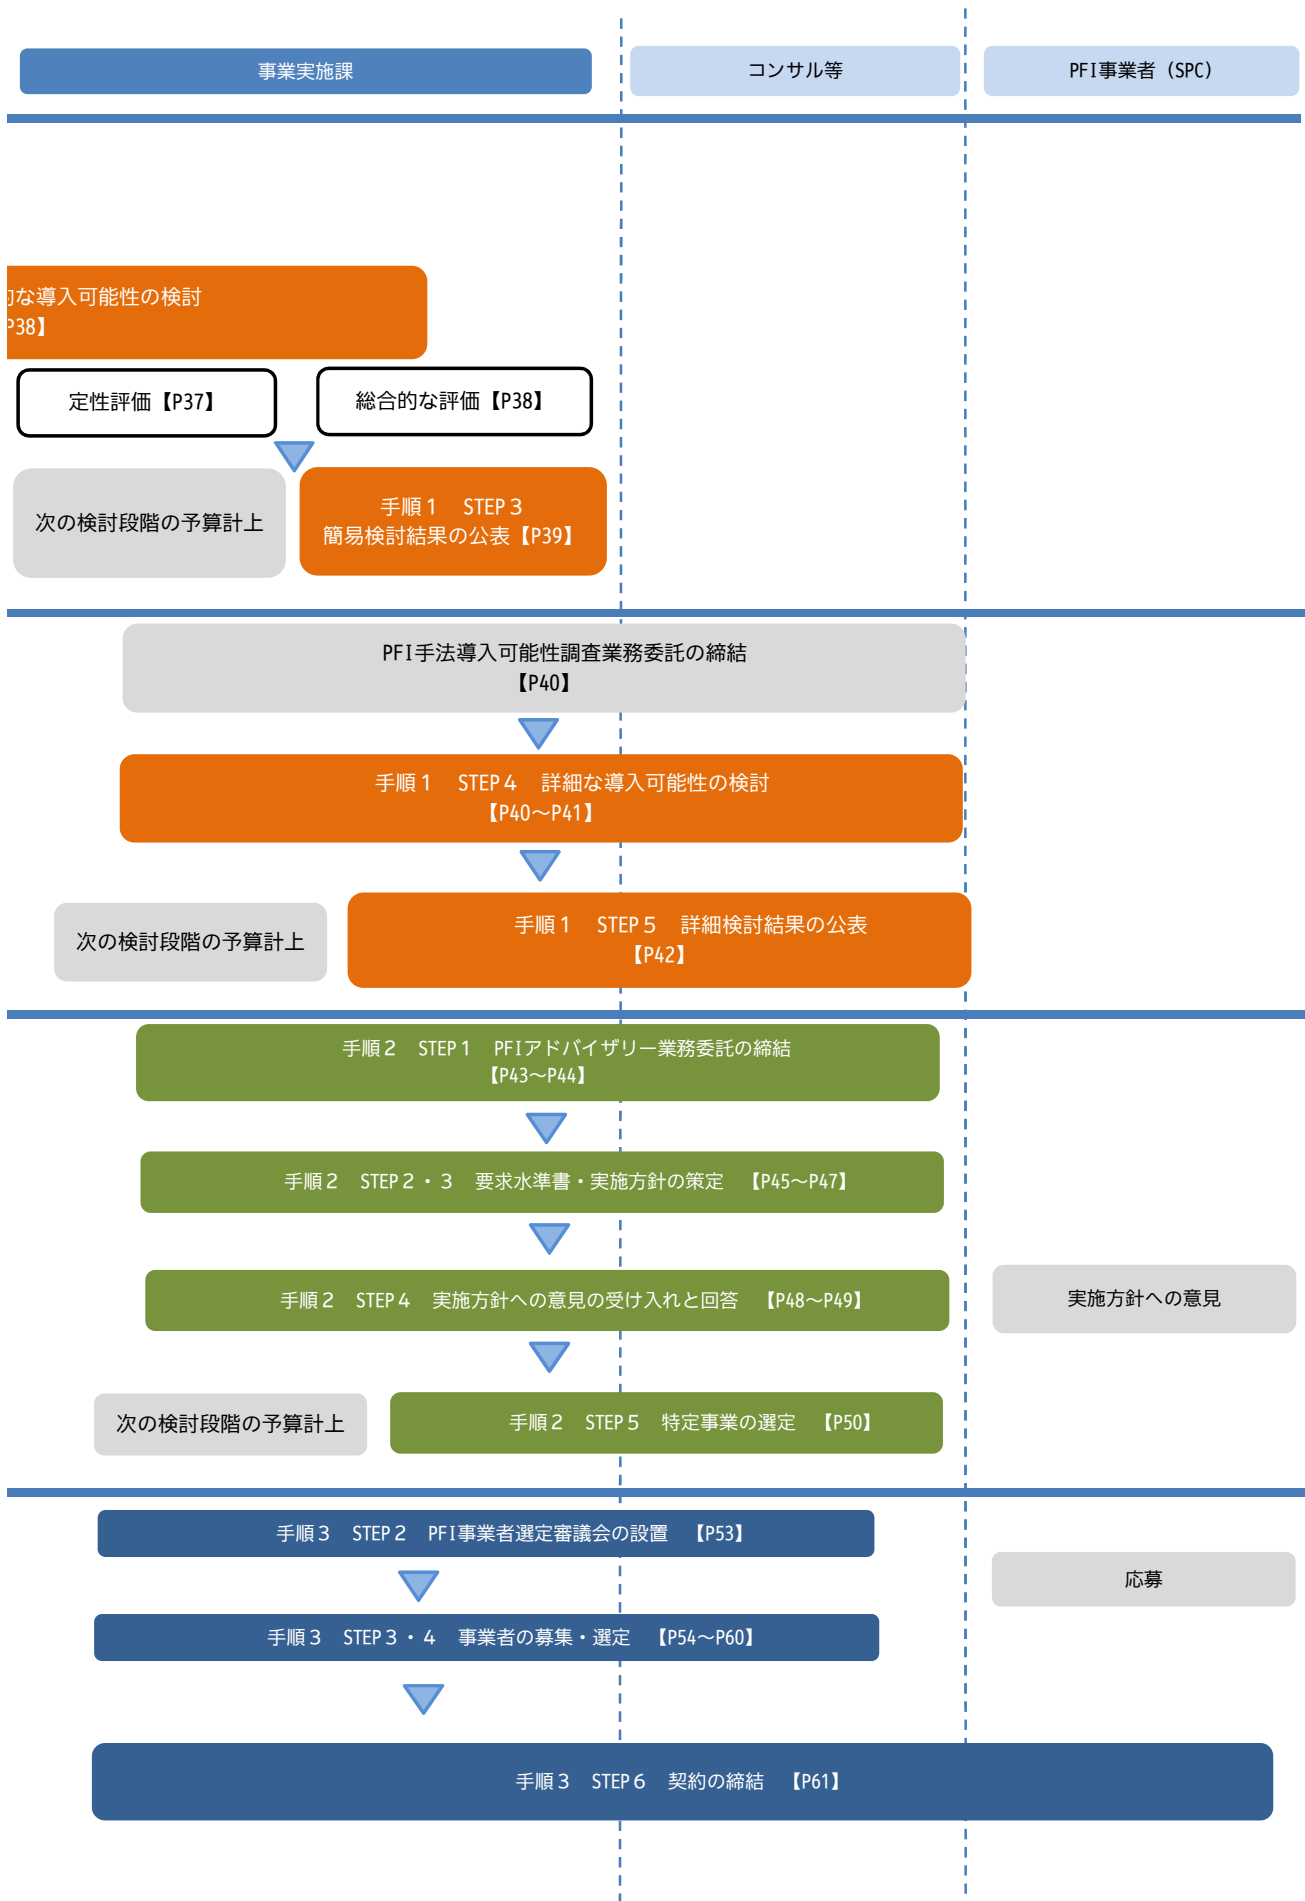 事業実施課
コンサル等
PFI事業者（SPC）
な導入可能性の検討
P38】
定性評価【P37】
総合的な評価【P38】
次の検討段階の予算計上
手順１　STEP３
簡易検討結果の公表【P39】
PFI手法導入可能性調査業務委託の締結
【P40】
手順１　STEP４　詳細な導入可能性の検討
【P40～P41】
次の検討段階の予算計上
手順１　STEP５　詳細検討結果の公表
【P42】
手順２　STEP１　PFIアドバイザリー業務委託の締結
【P43～P44】
手順２　STEP２・３　要求水準書・実施方針の策定　【P45～P47】
手順２　STEP４　実施方針への意見の受け入れと回答　【P48～P49】
実施方針への意見
次の検討段階の予算計上
手順２　STEP５　特定事業の選定　【P50】
手順３　STEP２　PFI事業者選定審議会の設置　【P53】
応募
手順３　STEP３・４　事業者の募集・選定　【P54～P60】
手順３　STEP６　契約の締結　【P61】